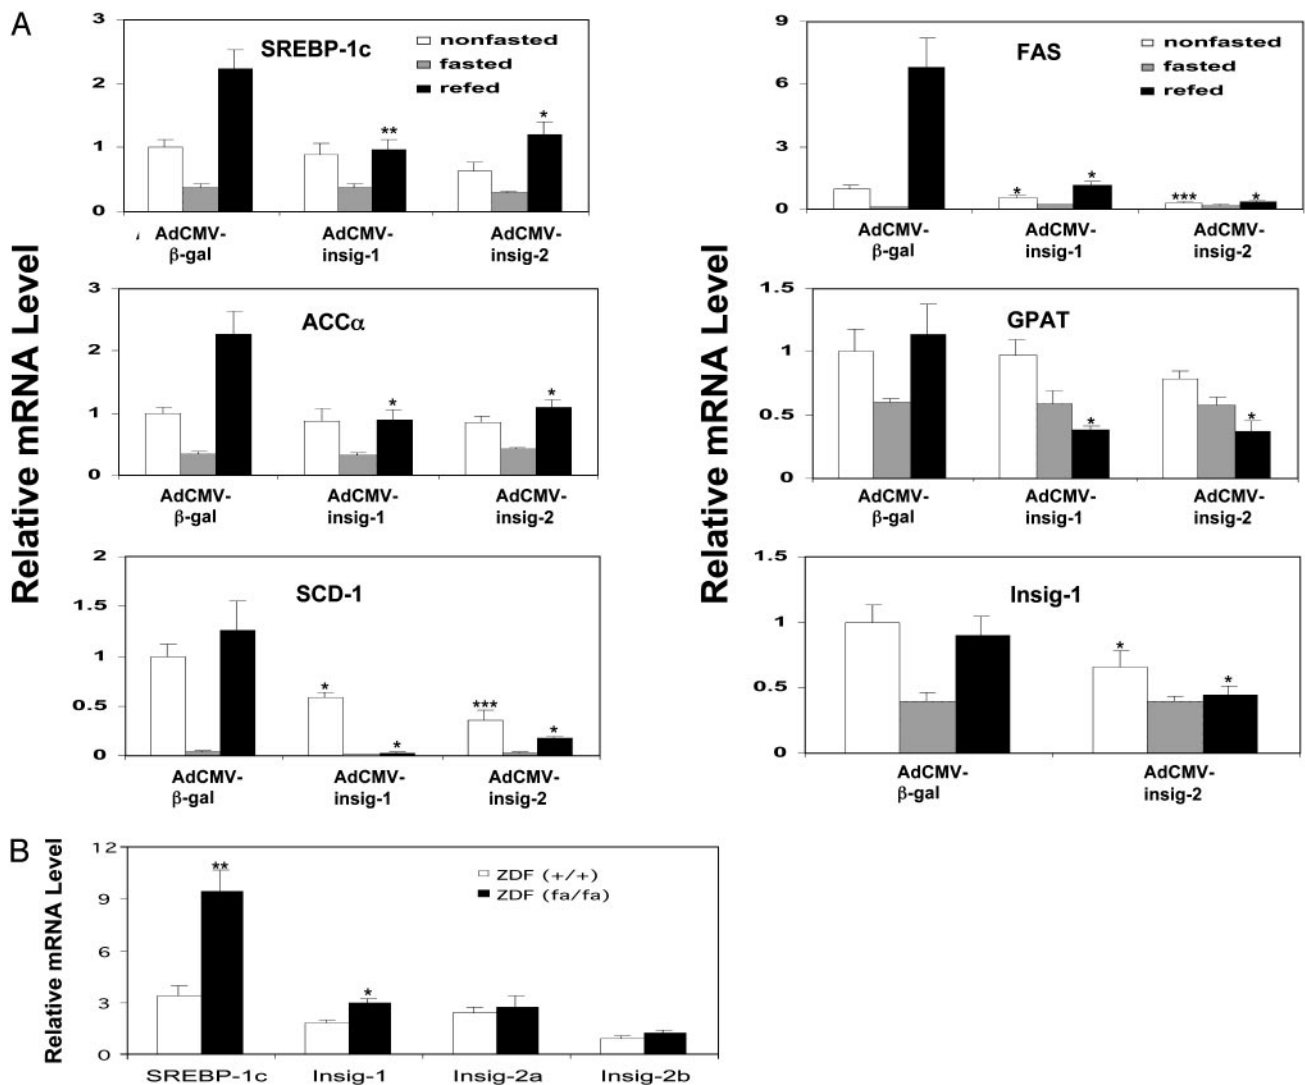 A
Relative mRNA Level
3
2
1
0
SREBP-1c
nonfasted
fasted
refed
**
*
AdCMV-
β-gal
AdCMV-
insig-1
AdCMV-
insig-2
9
6
3
0
FAS
nonfasted
fasted
refed
*
*
***
*
AdCMV-
β-gal
AdCMV-
insig-1
AdCMV-
insig-2
3
2
1
0
ACCα
*
*
AdCMV-
β-gal
AdCMV-
insig-1
AdCMV-
insig-2
Relative mRNA Level
1.5
1
0.5
0
GPAT
*
*
AdCMV-
β-gal
AdCMV-
insig-1
AdCMV-
insig-2
2
1.5
1
0.5
0
SCD-1
*
*
***
*
AdCMV-
β-gal
AdCMV-
insig-1
AdCMV-
insig-2
1.5
1
0.5
0
Insig-1
*
*
AdCMV-
β-gal
AdCMV-
insig-2
B
Relative mRNA Level
12
9
6
3
0
**
*
ZDF (+/+)
ZDF (fa/fa)
SREBP-1c Insig-1 Insig-2a Insig-2b